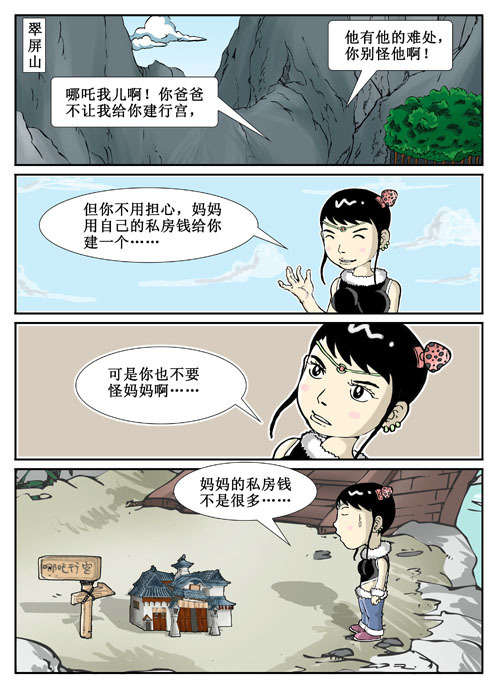 翠屏山
哪吒我儿啊！你爸爸
不让我给你建行宫，
他有他的难处，
你别怪他啊！
但你不用担心，妈妈
用自己的私房钱给你
建一个……
可是你也不要
怪妈妈啊……
妈妈的私房钱
不是很多……
哪吒行宫